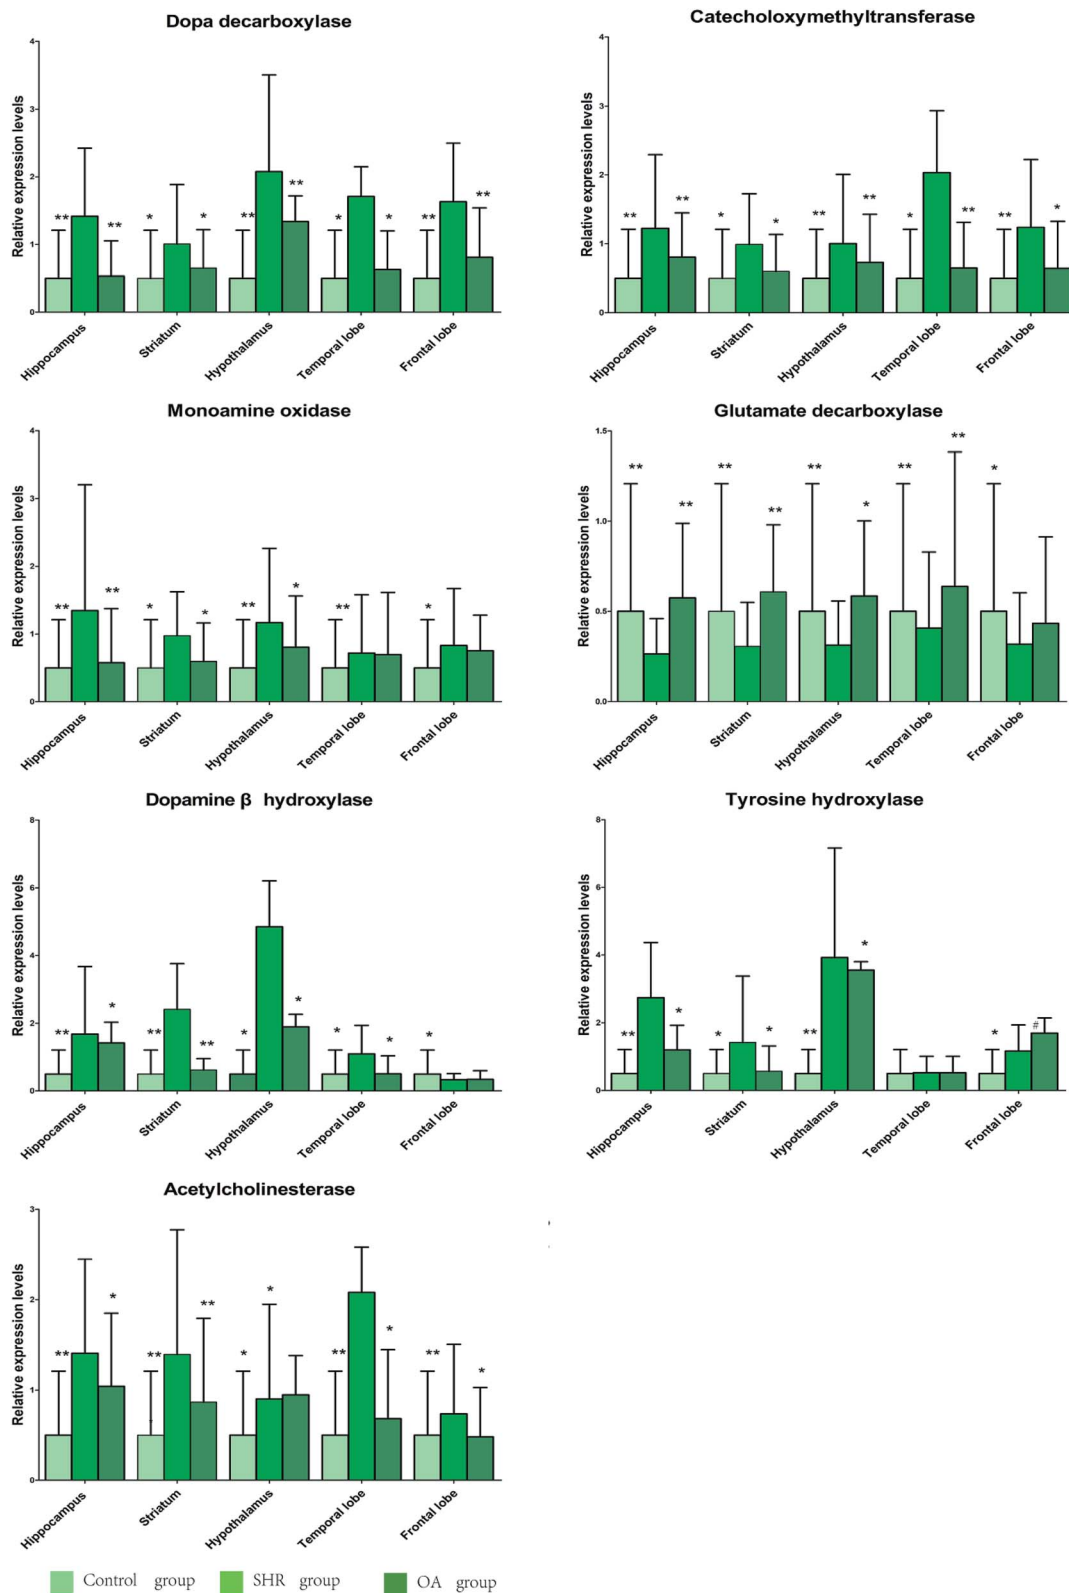 Dopa decarboxylase
Relative expression levels
4
3
2
1
0
** ** * * ** ** * * ** **
Hippocampus
Striatum
Hypothalamus
Temporal lobe
Frontal lobe
Catecholoxymethyltransferase
Relative expression levels
4
3
2
1
0
** ** * * ** ** * ** ** *
Hippocampus
Striatum
Hypothalamus
Temporal lobe
Frontal lobe
Monoamine oxidase
Relative expression levels
4
3
2
1
0
** ** * * ** * ** *
Hippocampus
Striatum
Hypothalamus
Temporal lobe
Frontal lobe
Glutamate decarboxylase
Relative expression levels
1.5
1.0
0.5
0.0
** ** ** ** ** * ** ** *
Hippocampus
Striatum
Hypothalamus
Temporal lobe
Frontal lobe
Dopamine β hydroxylase
Relative expression levels
8
6
4
2
0
** * ** ** * * * * *
Hippocampus
Striatum
Hypothalamus
Temporal lobe
Frontal lobe
Tyrosine hydroxylase
Relative expression levels
8
6
4
2
0
** * * * ** * * #
Hippocampus
Striatum
Hypothalamus
Temporal lobe
Frontal lobe
Acetylcholinesterase
Relative expression levels
3
2
1
0
** * ** ** * * ** * ** *
Hippocampus
Striatum
Hypothalamus
Temporal lobe
Frontal lobe
Control group SHR group OA group